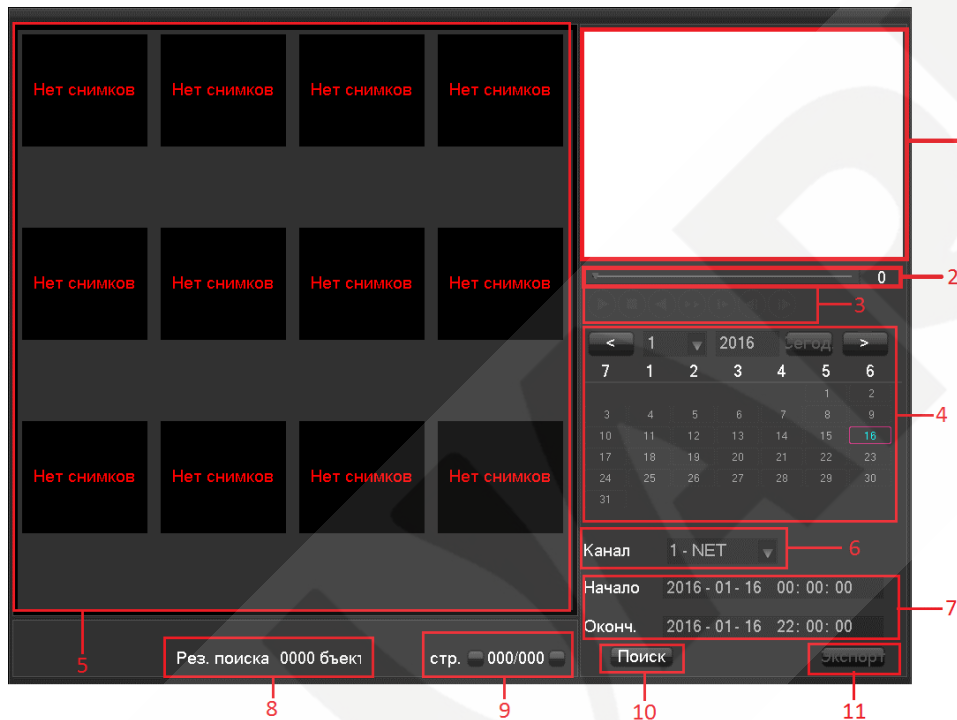 Нет снимков Нет снимков Нет снимков Нет снимков
Нет снимков Нет снимков Нет снимков Нет снимков
Нет снимков Нет снимков Нет снимков Нет снимков
5
Рез. поиска 0000 бъект
8
стр. 000/000
9
0
2
3
< 1 2016 Сегод. >
7 1 2 3 4 5 6
1 2
3 4 5 6 7 8 9
10 11 12 13 14 15 16
17 18 19 20 21 22 23
24 25 26 27 28 29 30
31
4
Канал 1 - NET
6
Начало 2016 - 01 - 16 00: 00: 00
Оконч. 2016 - 01 - 16 22: 00: 00
7
Поиск Экспорт
10 11